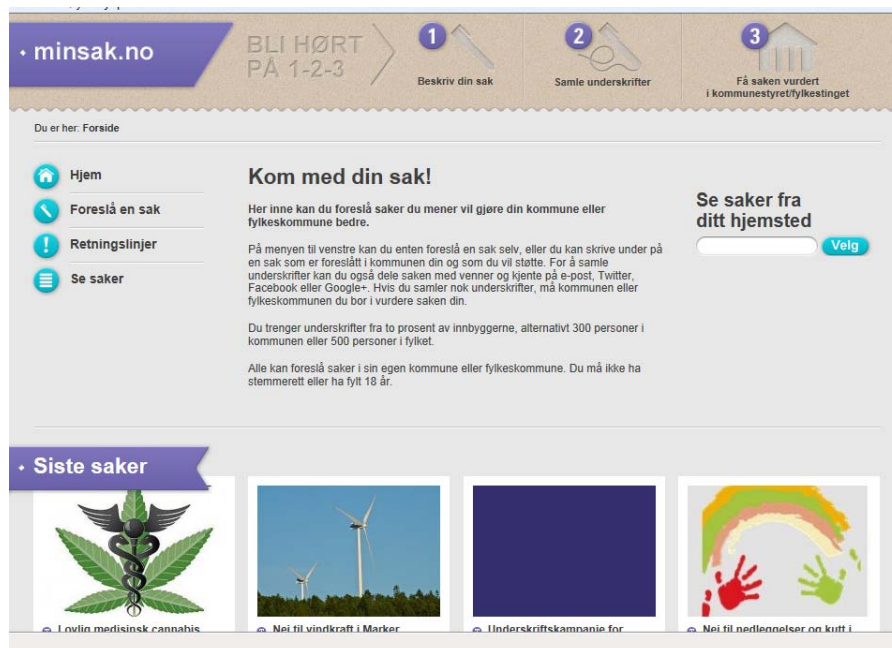 minsak.no
BLI HØRT
PÅ 1-2-3
1
Beskriv din sak
2
Samle underskrifter
3
Få saken vurdert
i kommunestyret/fylkestinget
Du er her: Forside
Hjem
Foreslå en sak
Retningslinjer
Se saker
Kom med din sak!
Her inne kan du foreslå saker du mener vil gjøre din kommune eller
fylkeskommune bedre.
På menyen til venstre kan du enten foreslå en sak selv, eller du kan skrive under på
en sak som er foreslått i kommunen din og som du vil støtte. For å samle
underskrifter kan du også dele saken med venner og kjente på e-post, Twitter,
Facebook eller Google+. Hvis du samler nok underskrifter, må kommunen eller
fylkeskommunen du bor i vurdere saken din.
Du trenger underskrifter fra to prosent av innbyggerne, alternativt 300 personer i
kommunen eller 500 personer i fylket.
Alle kan foreslå saker i sin egen kommune eller fylkeskommune. Du må ikke ha
stemmerett eller ha fylt 18 år.
Se saker fra
ditt hjemsted
Velg
Siste saker
Lovlig medisinsk cannabis
Nei til vindkraft i Marker
Underskriftskampanje for
Nei til nedleggelser og kutt i